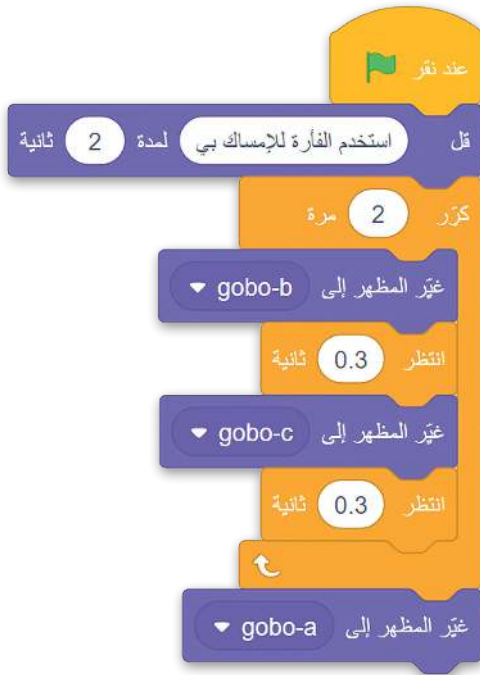 عند نقر
قل استخدم الفأرة للإمساك بي لمدة 2 ثانية
كرّر 2 مرة
غيّر المظهر إلى gobo-b
انتظر 0.3 ثانية
غيّر المظهر إلى gobo-c
انتظر 0.3 ثانية
غيّر المظهر إلى gobo-a